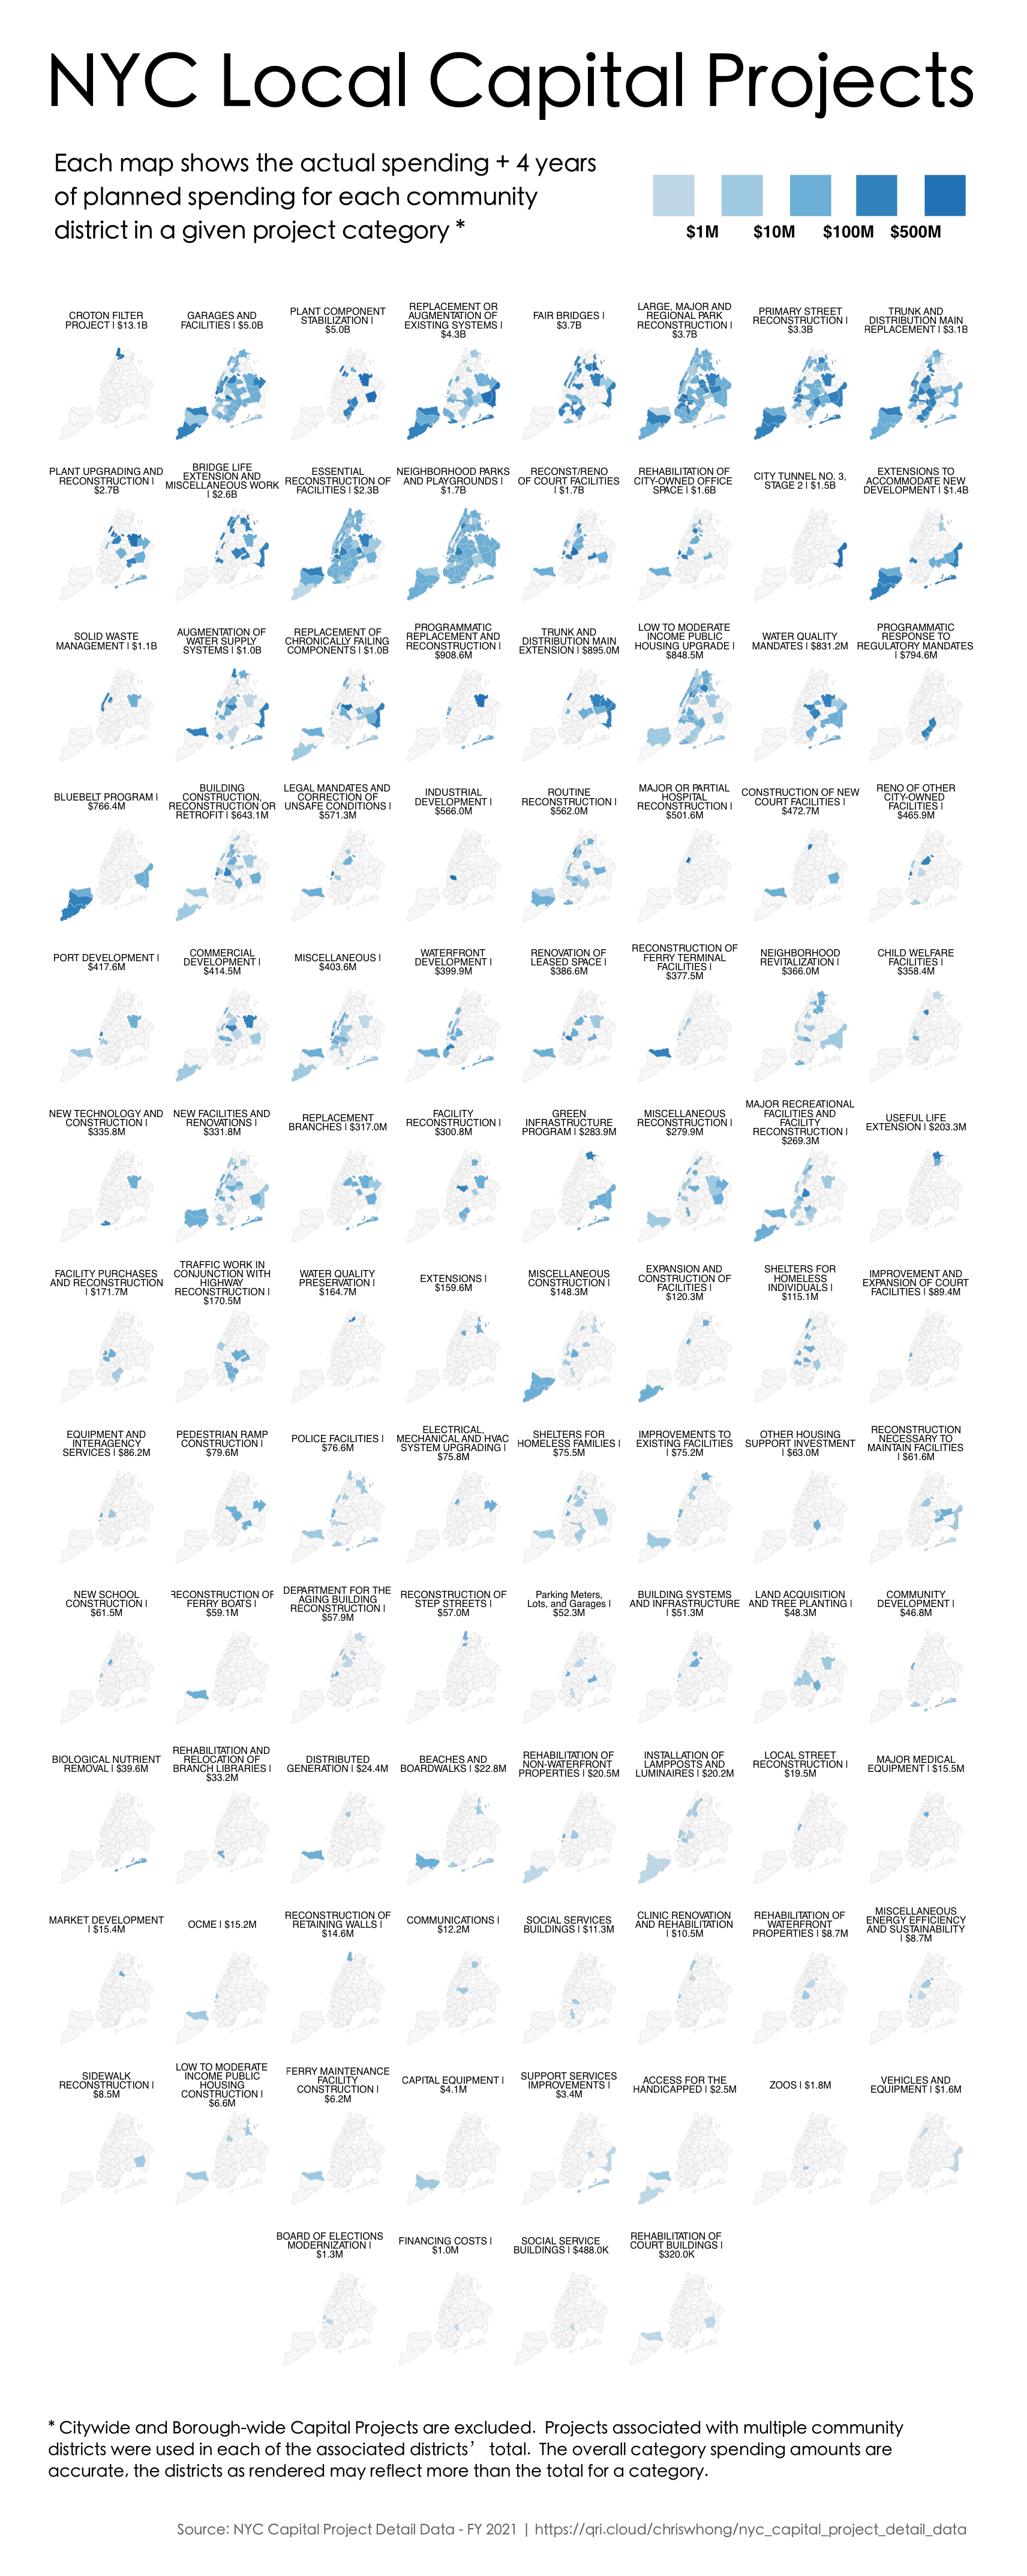 NYC Local Capital Projects
Each map shows the actual spending + 4 years
of planned spending for each community
district in a given project category *
$1M $10M $100M $500M
CROTON FILTER
PROJECT | $13.1B
GARAGES AND
FACILITIES | $5.0B
PLANT COMPONENT
STABILIZATION |
$5.0B
REPLACEMENT OR
AUGMENTATION OF
EXISTING SYSTEMS |
$4.3B
FAIR BRIDGES |
$3.7B
LARGE, MAJOR AND
REGIONAL PARK
RECONSTRUCTION |
$3.7B
PRIMARY STREET
RECONSTRUCTION |
$3.3B
TRUNK AND
DISTRIBUTION MAIN
REPLACEMENT | $3.1B
PLANT UPGRADING AND
RECONSTRUCTION |
$2.7B
BRIDGE LIFE
EXTENSION AND
MISCELLANEOUS WORK
| $2.6B
ESSENTIAL
RECONSTRUCTION OF
FACILITIES | $2.3B
NEIGHBORHOOD PARKS
AND PLAYGROUNDS |
$1.7B
RECONST/RENO
OF COURT FACILITIES
| $1.7B
REHABILITATION OF
CITY-OWNED OFFICE
SPACE | $1.6B
CITY TUNNEL NO. 3,
STAGE 2 | $1.5B
EXTENSIONS TO
ACCOMMODATE NEW
DEVELOPMENT | $1.4B
SOLID WASTE
MANAGEMENT | $1.1B
AUGMENTATION OF
WATER SUPPLY
SYSTEMS | $1.0B
REPLACEMENT OF
CHRONICALLY FAILING
COMPONENTS | $1.0B
PROGRAMMATIC
REPLACEMENT AND
RECONSTRUCTION |
$908.6M
TRUNK AND
DISTRIBUTION MAIN
EXTENSION | $895.0M
LOW TO MODERATE
INCOME PUBLIC
HOUSING UPGRADE |
$848.5M
WATER QUALITY
MANDATES | $831.2M
PROGRAMMATIC
RESPONSE TO
REGULATORY MANDATES
| $794.6M
BLUEBELT PROGRAM |
$766.4M
BUILDING
CONSTRUCTION,
RECONSTRUCTION OR
RETROFIT | $643.1M
LEGAL MANDATES AND
CORRECTION OF
UNSAFE CONDITIONS |
$571.3M
INDUSTRIAL
DEVELOPMENT |
$566.0M
ROUTINE
RECONSTRUCTION |
$562.0M
MAJOR OR PARTIAL
HOSPITAL
RECONSTRUCTION |
$501.6M
CONSTRUCTION OF NEW
COURT FACILITIES |
$472.7M
RENO OF OTHER
CITY-OWNED
FACILITIES |
$465.9M
PORT DEVELOPMENT |
$417.6M
COMMERCIAL
DEVELOPMENT |
$414.5M
MISCELLANEOUS |
$403.6M
WATERFRONT
DEVELOPMENT |
$399.9M
RENOVATION OF
LEASED SPACE |
$386.6M
RECONSTRUCTION OF
FERRY TERMINAL
FACILITIES |
$377.5M
NEIGHBORHOOD
REVITALIZATION |
$366.0M
CHILD WELFARE
FACILITIES |
$358.4M
NEW TECHNOLOGY AND
CONSTRUCTION |
$335.8M
NEW FACILITIES AND
RENOVATIONS |
$331.8M
REPLACEMENT
BRANCHES | $317.0M
FACILITY
RECONSTRUCTION |
$300.8M
GREEN
INFRASTRUCTURE
PROGRAM | $283.9M
MISCELLANEOUS
RECONSTRUCTION |
$279.9M
MAJOR RECREATIONAL
FACILITIES AND
FACILITY
RECONSTRUCTION |
$269.3M
USEFUL LIFE
EXTENSION | $203.3M
FACILITY PURCHASES
AND RECONSTRUCTION
| $171.7M
TRAFFIC WORK IN
CONJUNCTION WITH
HIGHWAY
RECONSTRUCTION |
$170.5M
WATER QUALITY
PRESERVATION |
$164.7M
EXTENSIONS |
$159.6M
MISCELLANEOUS
CONSTRUCTION |
$148.3M
EXPANSION AND
CONSTRUCTION OF
FACILITIES |
$120.3M
SHELTERS FOR
HOMELESS
INDIVIDUALS |
$115.1M
IMPROVEMENT AND
EXPANSION OF COURT
FACILITIES | $89.4M
EQUIPMENT AND
INTERAGENCY
SERVICES | $86.2M
PEDESTRIAN RAMP
CONSTRUCTION |
$79.6M
POLICE FACILITIES |
$76.6M
ELECTRICAL,
MECHANICAL AND HVAC
SYSTEM UPGRADING |
$75.8M
SHELTERS FOR
HOMELESS FAMILIES |
$75.5M
IMPROVEMENTS TO
EXISTING FACILITIES
| $75.2M
OTHER HOUSING
SUPPORT INVESTMENT
| $63.0M
RECONSTRUCTION
NECESSARY TO
MAINTAIN FACILITIES
| $61.6M
NEW SCHOOL
CONSTRUCTION |
$61.5M
RECONSTRUCTION OF
FERRY BOATS |
$59.1M
DEPARTMENT FOR THE
AGING BUILDING
RECONSTRUCTION |
$57.9M
RECONSTRUCTION OF
STEP STREETS |
$57.0M
Parking Meters,
Lots, and Garages |
$52.3M
BUILDING SYSTEMS
AND INFRASTRUCTURE
| $51.3M
LAND ACQUISITION
AND TREE PLANTING |
$48.3M
COMMUNITY
DEVELOPMENT |
$46.8M
BIOLOGICAL NUTRIENT
REMOVAL | $39.6M
REHABILITATION AND
RELOCATION OF
BRANCH LIBRARIES |
$33.2M
DISTRIBUTED
GENERATION | $24.4M
BEACHES AND
BOARDWALKS | $22.8M
REHABILITATION OF
NON-WATERFRONT
PROPERTIES | $20.5M
INSTALLATION OF
LAMPPOSTS AND
LUMINAIRES | $20.2M
LOCAL STREET
RECONSTRUCTION |
$19.5M
MAJOR MEDICAL
EQUIPMENT | $15.5M
MARKET DEVELOPMENT
| $15.4M
OCME | $15.2M
RECONSTRUCTION OF
RETAINING WALLS |
$14.6M
COMMUNICATIONS |
$12.2M
SOCIAL SERVICES
BUILDINGS | $11.3M
CLINIC RENOVATION
AND REHABILITATION
| $10.5M
REHABILITATION OF
WATERFRONT
PROPERTIES | $8.7M
MISCELLANEOUS
ENERGY EFFICIENCY
AND SUSTAINABILITY
| $8.7M
SIDEWALK
RECONSTRUCTION |
$8.5M
LOW TO MODERATE
INCOME PUBLIC
HOUSING
CONSTRUCTION |
$6.6M
FERRY MAINTENANCE
FACILITY
CONSTRUCTION |
$6.2M
CAPITAL EQUIPMENT |
$4.1M
SUPPORT SERVICES
IMPROVEMENTS |
$3.4M
ACCESS FOR THE
HANDICAPPED | $2.5M
ZOOS | $1.8M
VEHICLES AND
EQUIPMENT | $1.6M
BOARD OF ELECTIONS
MODERNIZATION |
$1.3M
FINANCING COSTS |
$1.0M
SOCIAL SERVICE
BUILDINGS | $488.0K
REHABILITATION OF
COURT BUILDINGS |
$320.0K
* Citywide and Borough-wide Capital Projects are excluded. Projects associated with multiple community
districts were used in each of the associated districts’ total. The overall category spending amounts are
accurate, the districts as rendered may reflect more than the total for a category.
Source: NYC Capital Project Detail Data - FY 2021 | https://qri.cloud/chriswhong/nyc_capital_project_detail_data